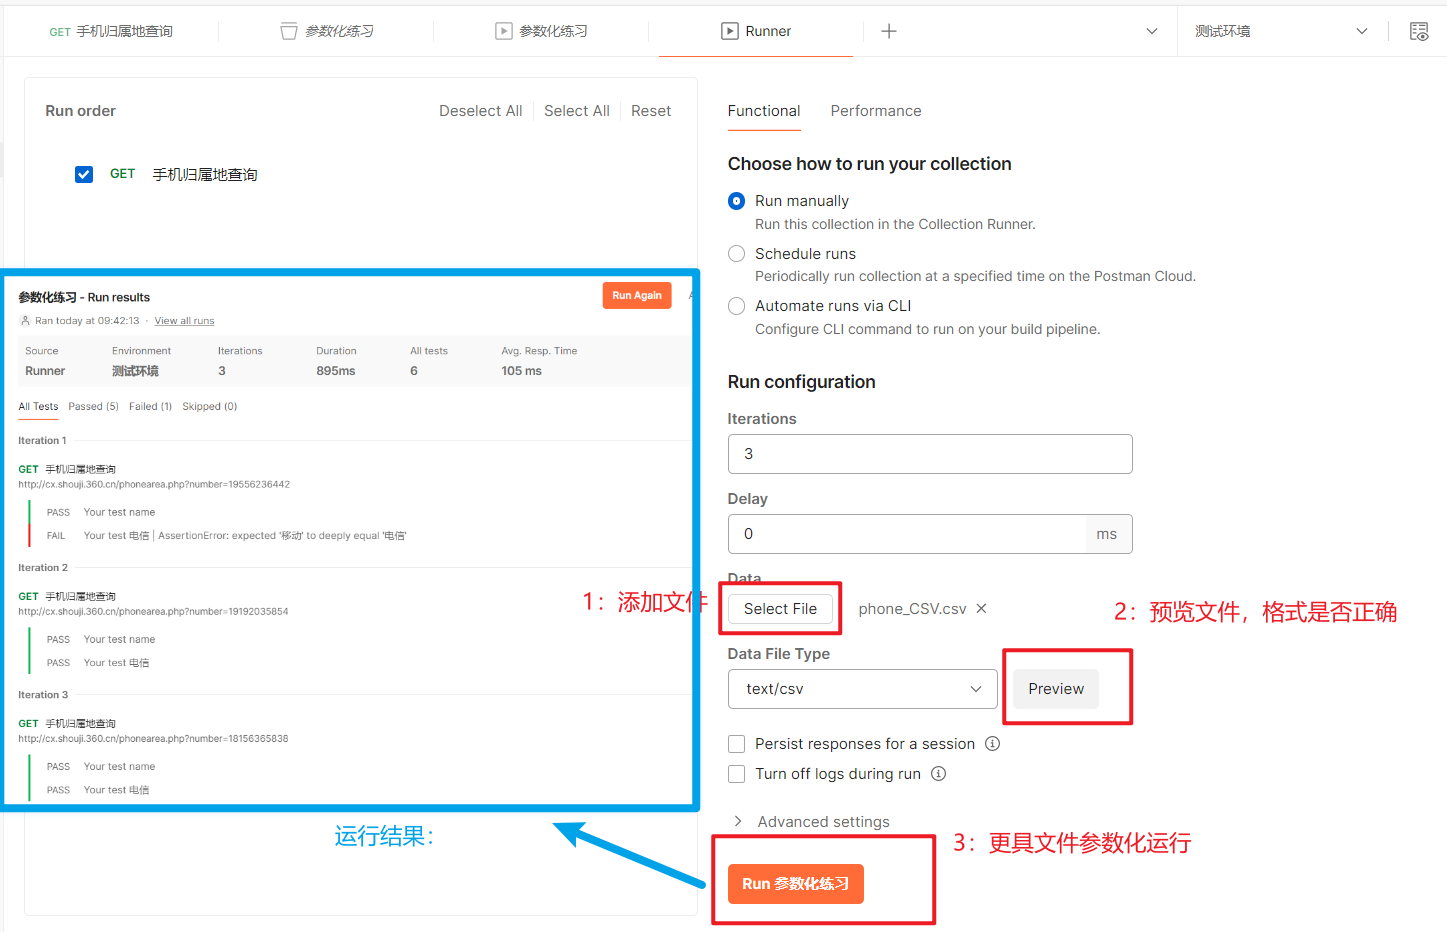 GET 手机归属地查询
参数化练习
参数化练习
Runner
测试环境
Run order
Deselect All
Select All
Reset
GET 手机归属地查询
参数化练习 - Run results
Run Again
Ran today at 09:42:13 · View all runs
Source Environment Iterations Duration All tests Avg. Resp. Time
Runner 测试环境 3 895ms 6 105 ms
All Tests Passed (5) Failed (1) Skipped (0)
Iteration 1
GET 手机归属地查询
http://cx.shouji.360.cn/phonearea.php?number=19556236442
PASS Your test name
FAIL Your test 电信 | AssertionError: expected '移动' to deeply equal '电信'
Iteration 2
GET 手机归属地查询
http://cx.shouji.360.cn/phonearea.php?number=19192035854
PASS Your test name
PASS Your test 电信
Iteration 3
GET 手机归属地查询
http://cx.shouji.360.cn/phonearea.php?number=18156365838
PASS Your test name
PASS Your test 电信
运行结果：
Functional
Performance
Choose how to run your collection
Run manually
Run this collection in the Collection Runner.
Schedule runs
Periodically run collection at a specified time on the Postman Cloud.
Automate runs via CLI
Configure CLI command to run on your build pipeline.
Run configuration
Iterations
3
Delay
0 ms
Data
1：添加文件
Select File
phone_CSV.csv
2：预览文件，格式是否正确
Data File Type
text/csv
Preview
Persist responses for a session
Turn off logs during run
Advanced settings
3：更具文件参数化运行
Run 参数化练习